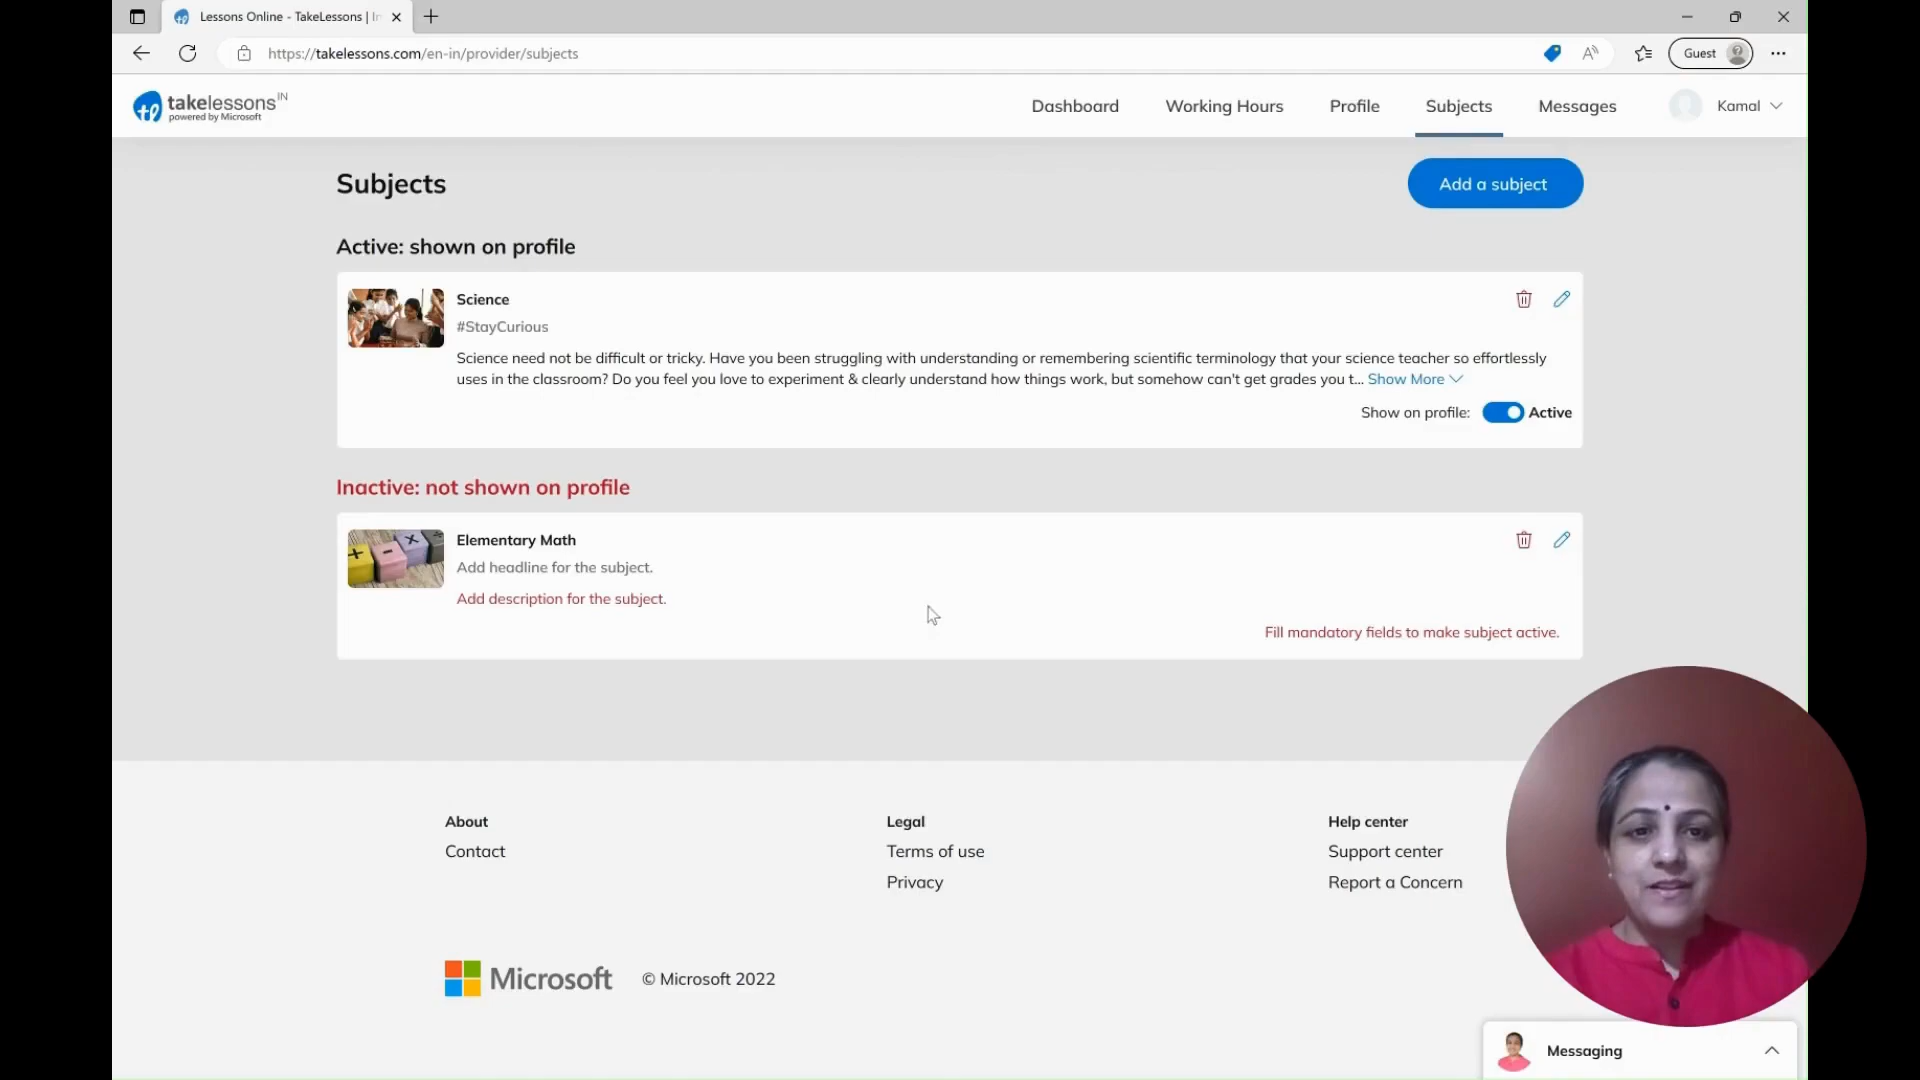 Lessons Online - TakeLessons | In
https://takelessons.com/en-in/provider/subjects
Guest
takelessons IN
powered by Microsoft
Dashboard
Working Hours
Profile
Subjects
Messages
Kamal
Subjects
Add a subject
Active: shown on profile
Science
#StayCurious
Science need not be difficult or tricky. Have you been struggling with understanding or remembering scientific terminology that your science teacher so effortlessly
uses in the classroom? Do you feel you love to experiment & clearly understand how things work, but somehow can't get grades you t... Show More
Show on profile: Active
Inactive: not shown on profile
Elementary Math
Add headline for the subject.
Add description for the subject.
Fill mandatory fields to make subject active.
About
Contact
Legal
Terms of use
Privacy
Help center
Support center
Report a Concern
Microsoft
© Microsoft 2022
Messaging